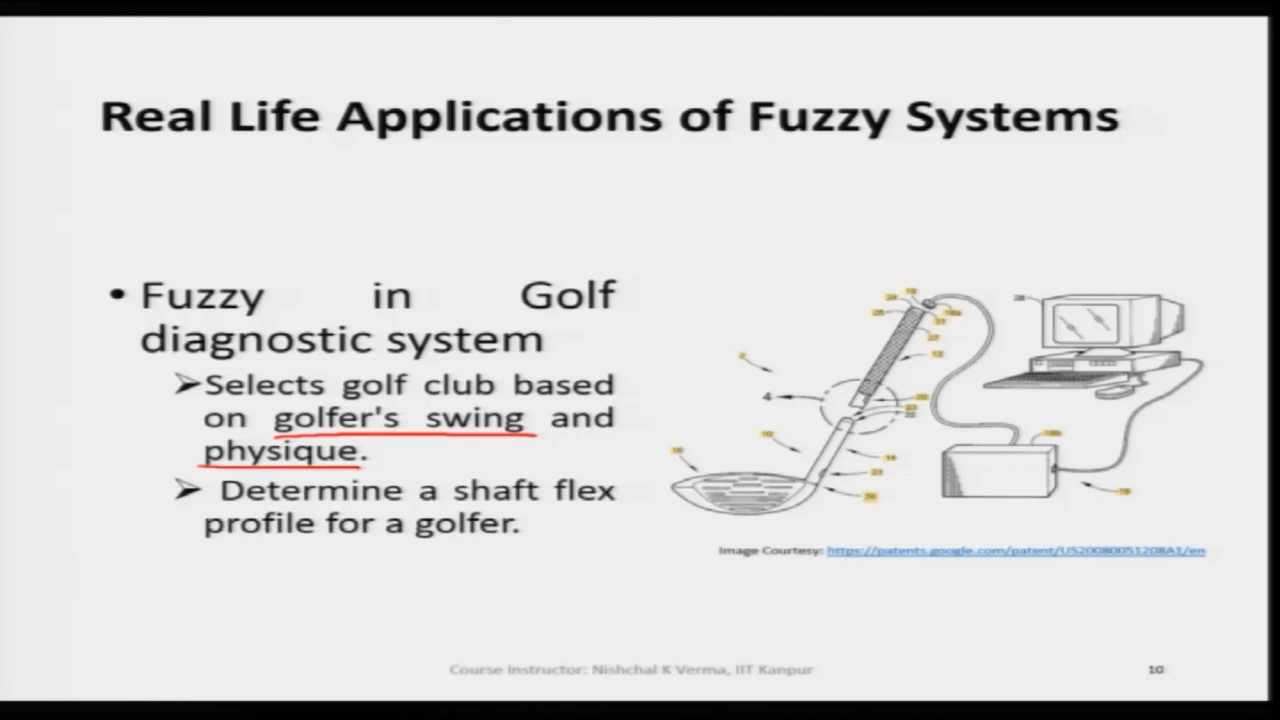 Real Life Applications of Fuzzy Systems
• Fuzzy in Golf
diagnostic system
➢Selects golf club based
on golfer's swing and
physique.
➢ Determine a shaft flex
profile for a golfer.
4
Image Courtesy: https://patents.google.com/patent/US20080051208A1/en
Course Instructor: Nishchal K Verma, IIT Kanpur
10